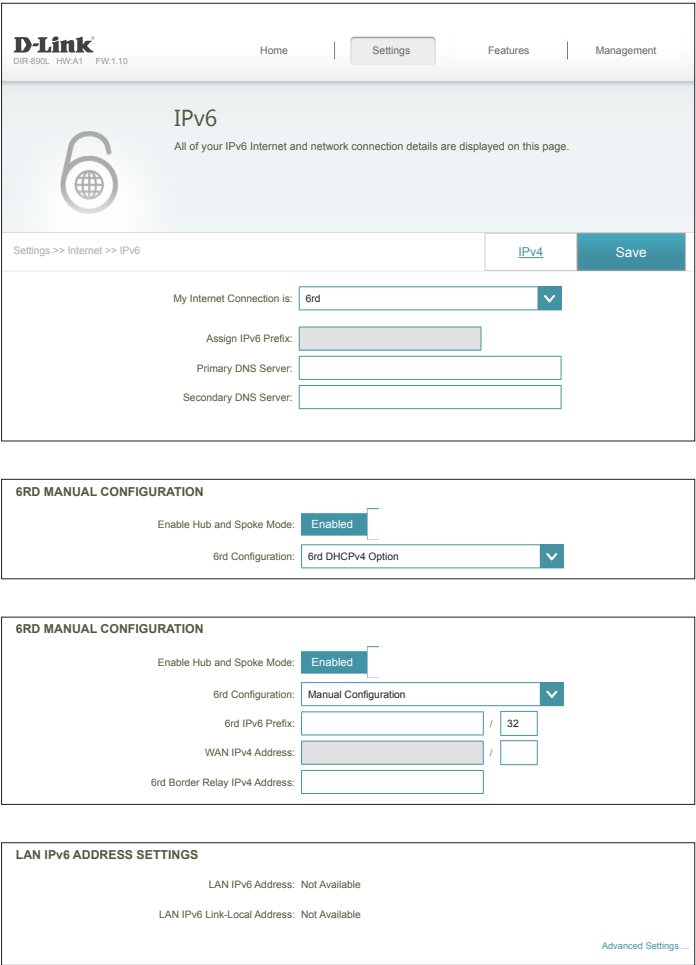 D-Link
DIR-890L HW:A1 FW:1.10
Home Settings Features Management
IPv6
All of your IPv6 Internet and network connection details are displayed on this page.
Settings >> Internet >> IPv6
IPv4
Save
My Internet Connection is: 6rd
Assign IPv6 Prefix:
Primary DNS Server:
Secondary DNS Server:
6RD MANUAL CONFIGURATION
Enable Hub and Spoke Mode: Enabled
6rd Configuration: 6rd DHCPv4 Option
6RD MANUAL CONFIGURATION
Enable Hub and Spoke Mode: Enabled
6rd Configuration: Manual Configuration
6rd IPv6 Prefix: / 32
WAN IPv4 Address: /
6rd Border Relay IPv4 Address:
LAN IPv6 ADDRESS SETTINGS
LAN IPv6 Address: Not Available
LAN IPv6 Link-Local Address: Not Available
Advanced Settings ...